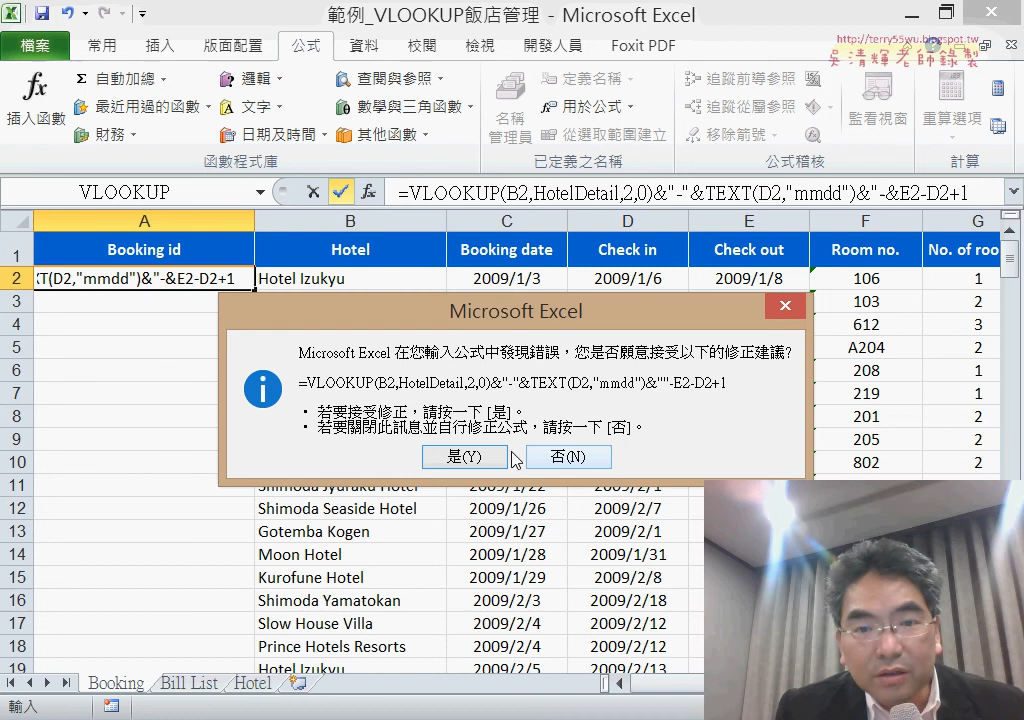 範例_VLOOKUP飯店管理 - Microsoft Excel
檔案 常用 插入 版面配置 公式 資料 校閱 檢視 開發人員 Foxit PDF
http://terry55wu.blogspot.tw
吳清輝老師錄製
fx Σ 自動加總 邏輯 查閱與參照 定義名稱 追蹤前導參照
插入函數 最近用過的函數 文字 數學與三角函數 名稱管理員 用於公式 追蹤從屬參照 監看視窗 重算選項
財務 日期及時間 其他函數 從選取範圍建立 移除箭號
函數程式庫 已定義之名稱 公式稽核 計算
VLOOKUP fx =VLOOKUP(B2,HotelDetail,2,0)&"-"&TEXT(D2,"mmdd")&"-&E2-D2+1
A B C D E F G
1 Booking id Hotel Booking date Check in Check out Room no. No. of roo
2 (T(D2,"mmdd")&"-&E2-D2+1 Hotel Izukyu 2009/1/3 2009/1/6 2009/1/8 106 1
3 103 2
4 612 3
5 A204 2
6 208 1
7 219 1
8 201 2
9 205 2
10 802 2
Microsoft Excel
Microsoft Excel 在您輸入公式中發現錯誤，您是否願意接受以下的修正建議?
=VLOOKUP(B2,HotelDetail,2,0)&"-"&TEXT(D2,"mmdd")&""-E2-D2+1
• 若要接受修正，請按一下 [是]。
• 若要關閉此訊息並自行修正公式，請按一下 [否]。
是(Y) 否(N)
11 Shimoda Jyuraku Hotel 2009/1/22 2009/2/1
12 Shimoda Seaside Hotel 2009/1/26 2009/2/7
13 Gotemba Kogen 2009/1/27 2009/2/1
14 Moon Hotel 2009/1/28 2009/1/31
15 Kurofune Hotel 2009/1/29 2009/2/8
16 Shimoda Yamatokan 2009/2/3 2009/2/18
17 Slow House Villa 2009/2/4 2009/2/12
18 Prince Hotels Resorts 2009/2/4 2009/2/12
19 Hotel Izukyu 2009/2/5 2009/2/13
Booking Bill List Hotel
輸入